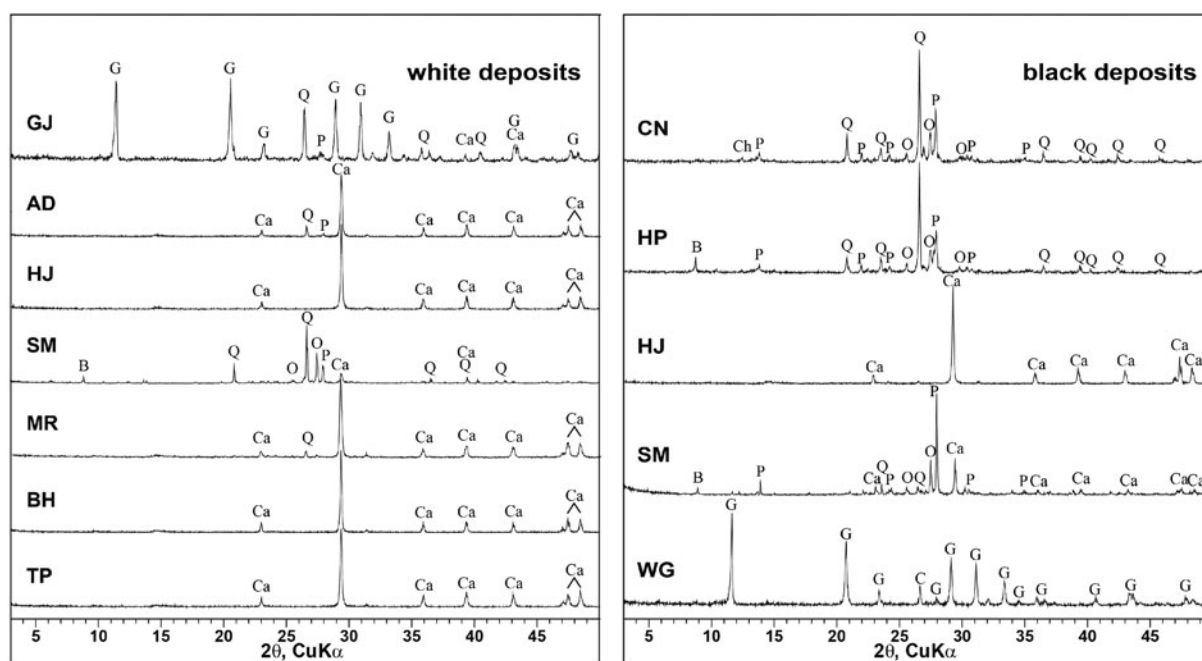 white deposits
GJ
G G G Q P G G G Q Ca Q G Ca G
AD
Ca Q P Ca Ca Ca Ca Ca
HJ
Ca Ca Ca Ca Ca
SM
B Q O Q O P Ca Q Ca Q Q
MR
Ca Q Ca Ca Ca Ca
BH
Ca Ca Ca Ca Ca
TP
Ca Ca Ca Ca Ca
5 10 15 20 25 30 35 40 45
2θ, CuKα
black deposits
CN
Ch P Q P Q P O Q O P O P P Q Q Q Q Q
HP
B P Q P Q P O O P O P Q Q Q Q Q
HJ
Ca Ca Ca Ca Ca Ca Ca
SM
B P Ca Q P O Q O P Ca P P Ca Ca Ca Ca Ca
WG
G G G C G G G G G G G G G
5 10 15 20 25 30 35 40 45
2θ, CuKα